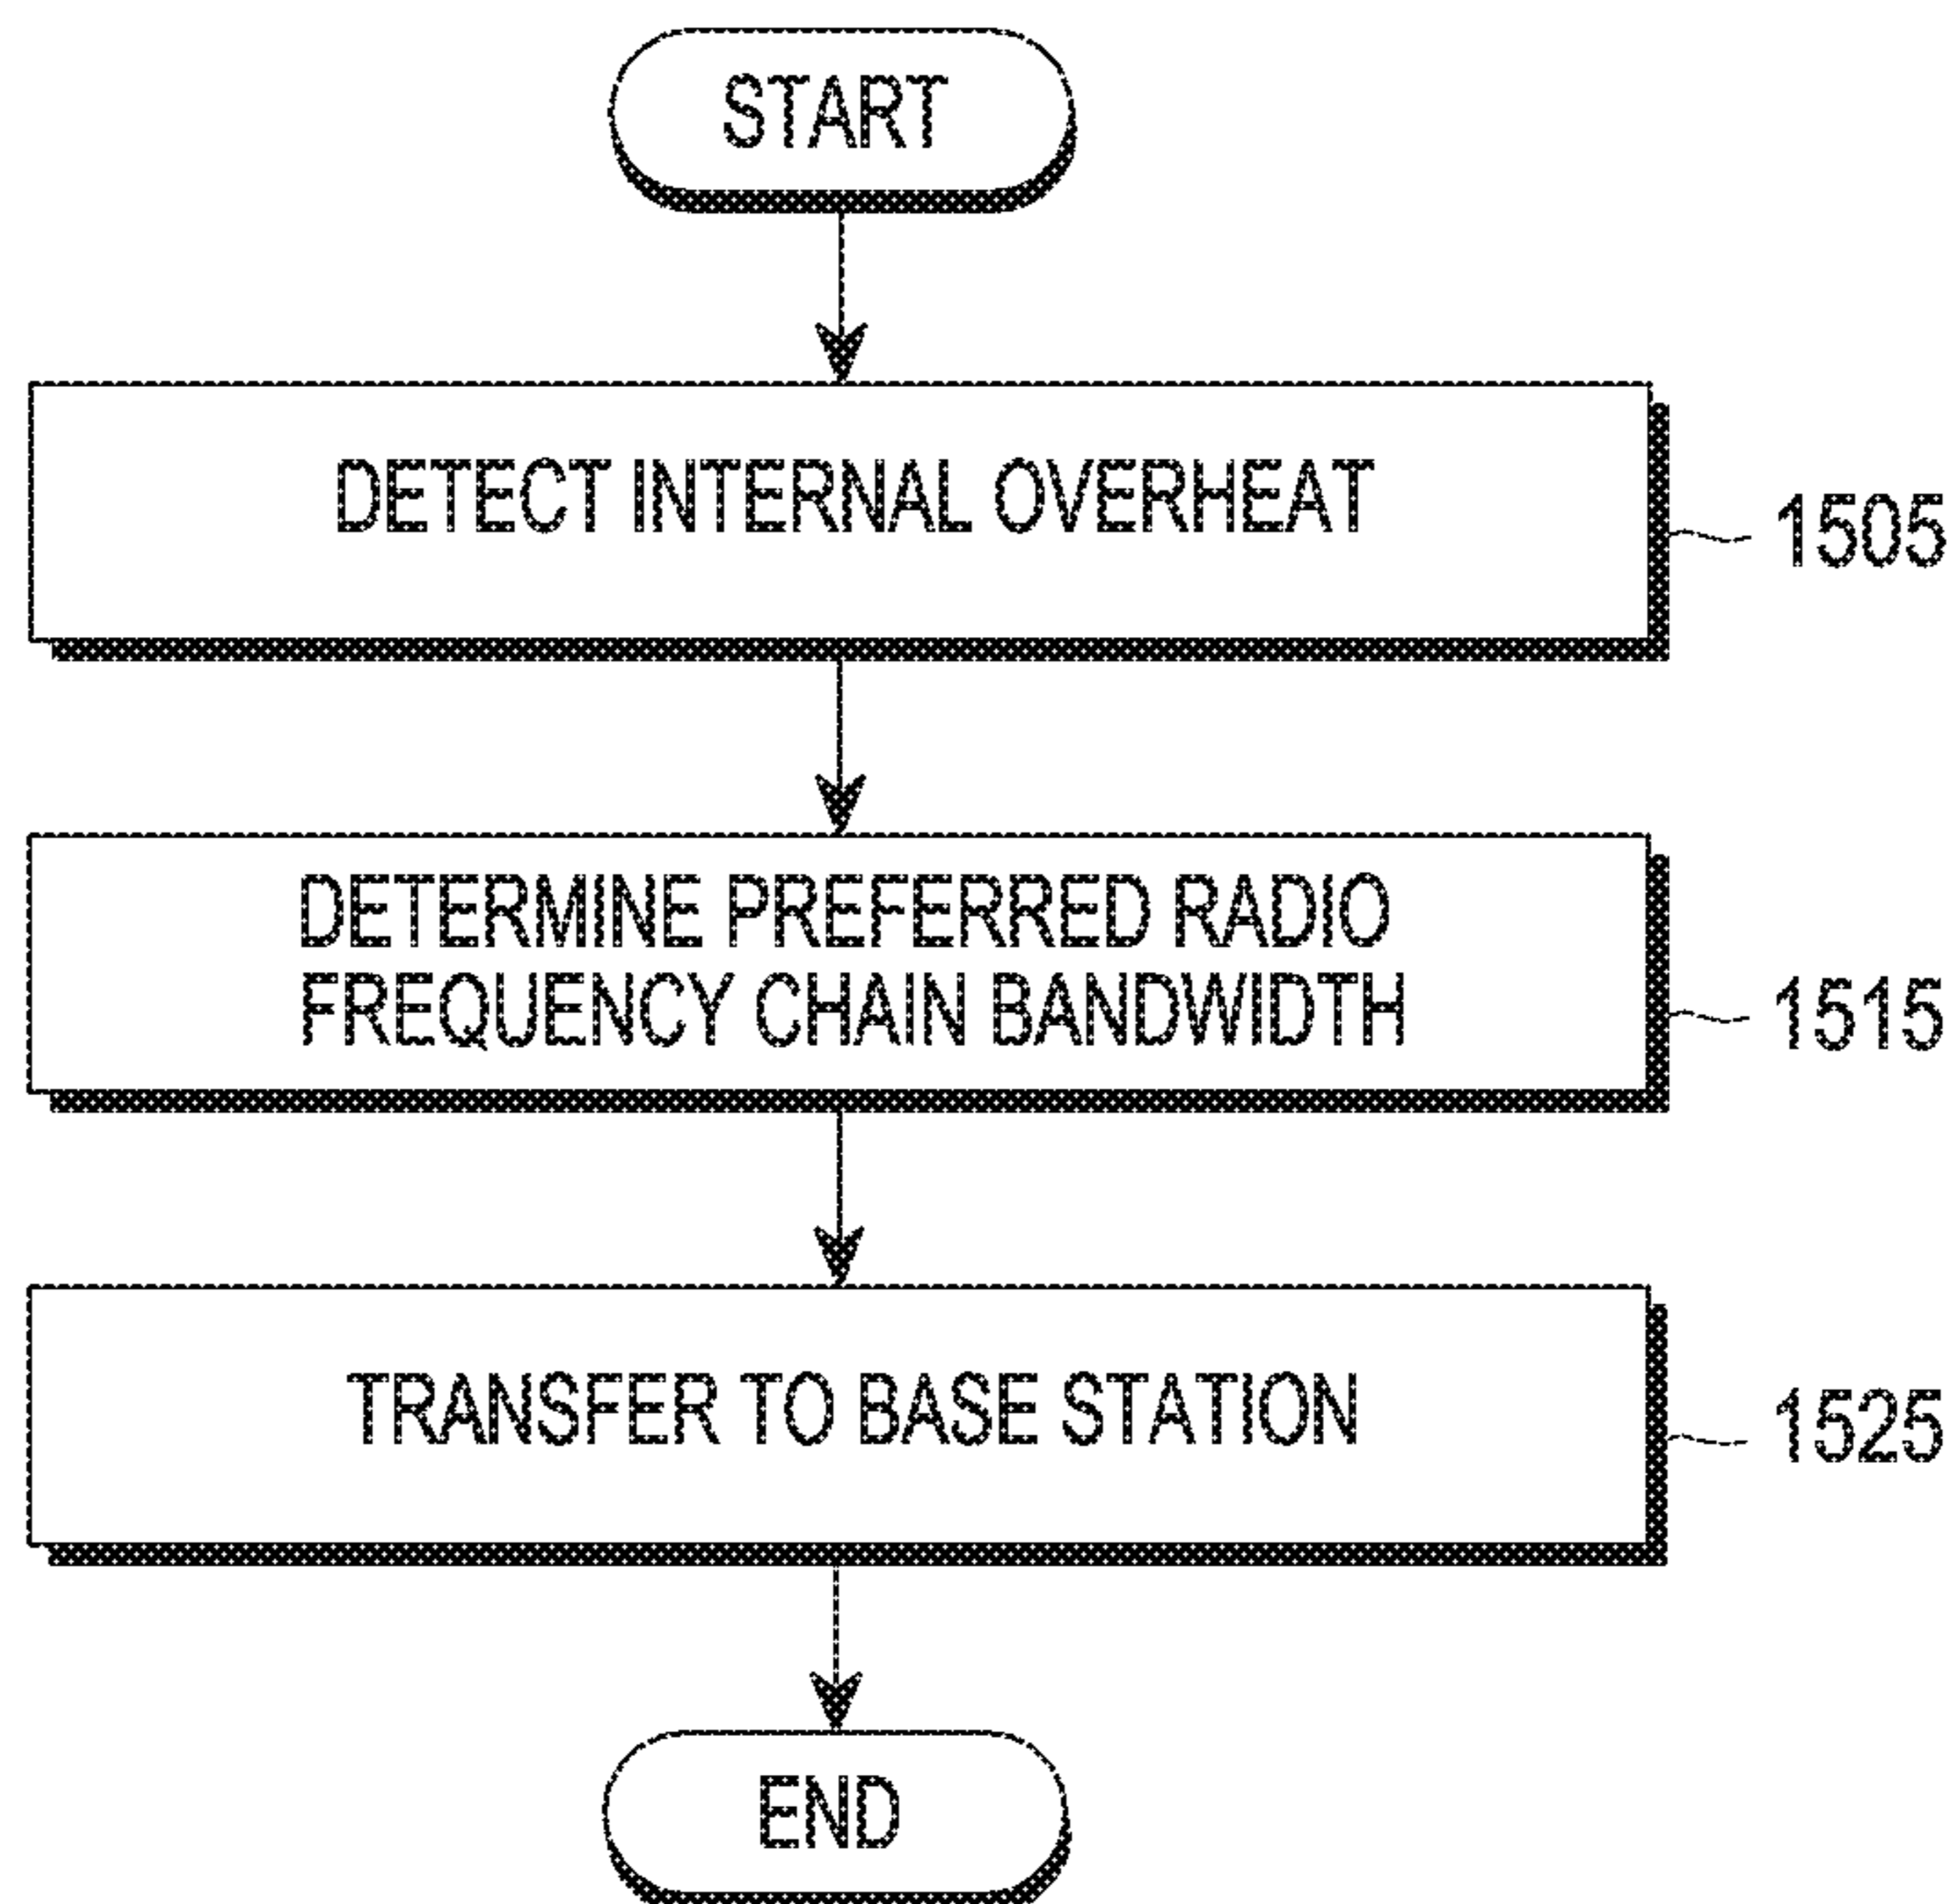 START
DETECT INTERNAL OVERHEAT
1505
DETERMINE PREFERRED RADIO
FREQUENCY CHAIN BANDWIDTH
1515
TRANSFER TO BASE STATION
1525
END